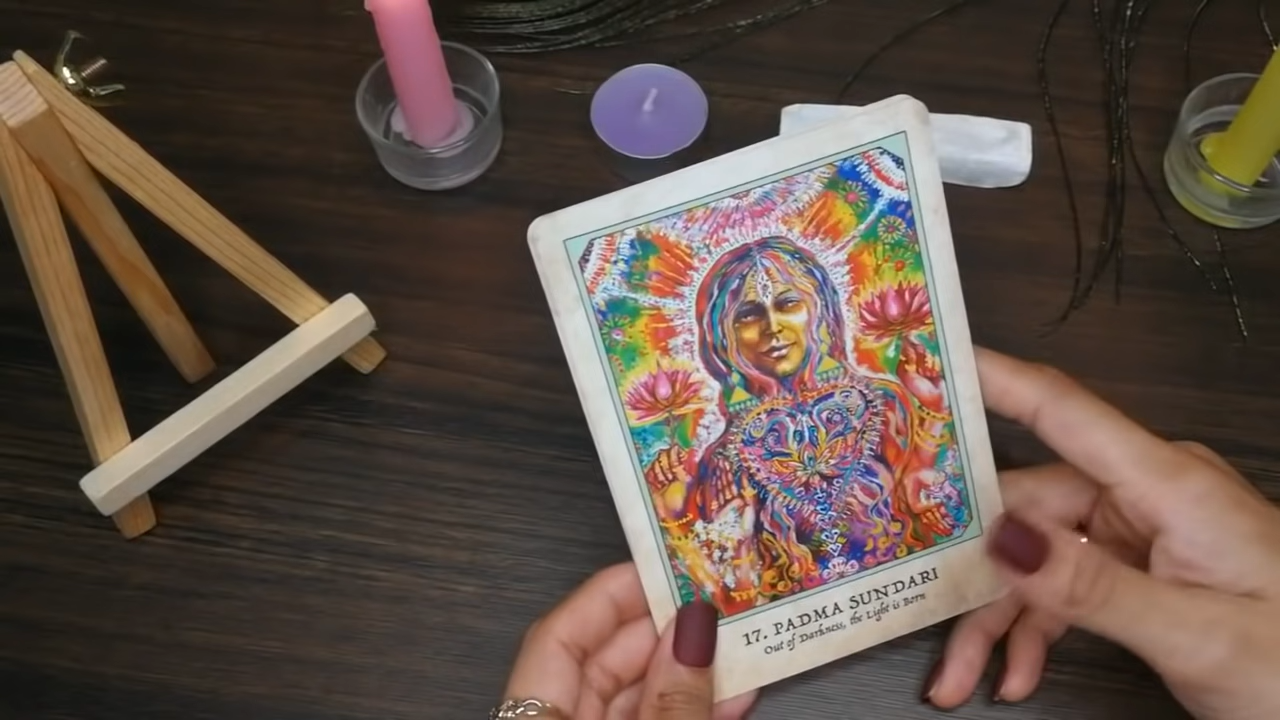 17. PADMA SUNDARI
Out of Darkness, the Light is Born